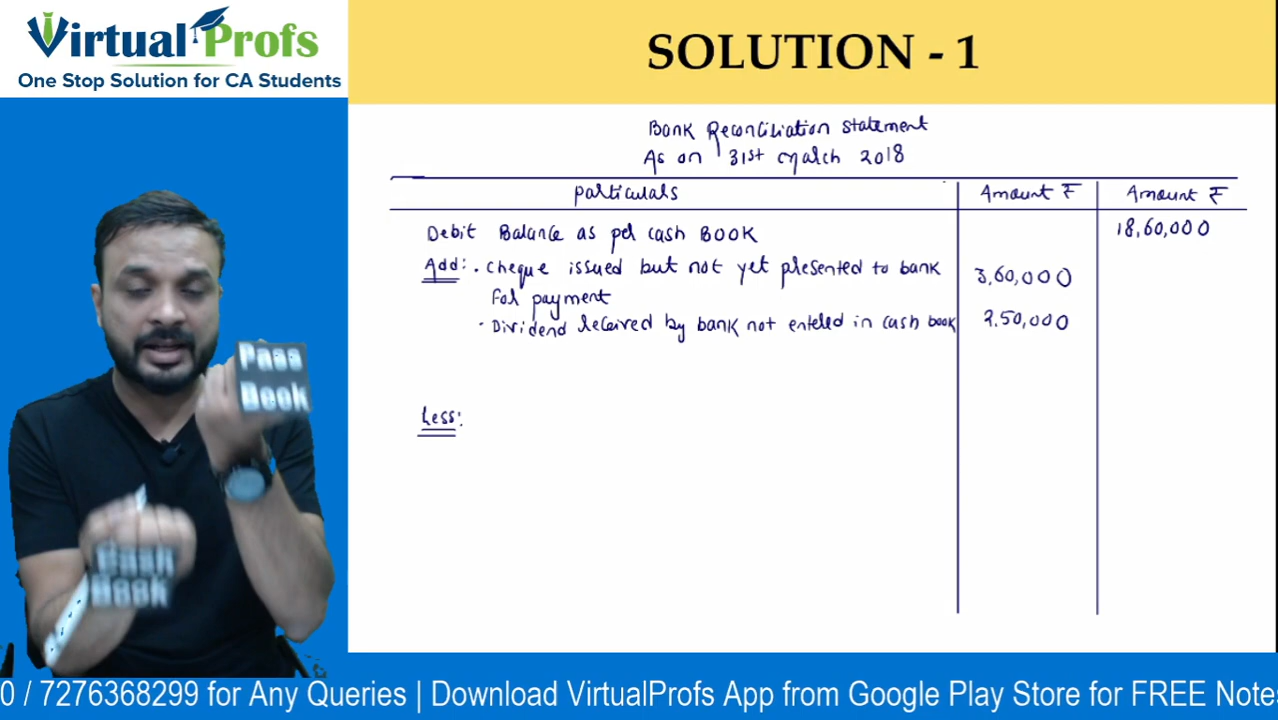 Virtual Profs
One Stop Solution for CA Students
SOLUTION - 1
Bank Reconciliation Statement
As on 31st March 2018
Particulars Amount ₹ Amount ₹
Debit Balance as per cash BOOK 18,60,000
Add: • Cheque issued but not yet presented to bank 3,60,000
For payment
• Dividend received by bank not entered in cash book 2,50,000
Less:
Pass
Book
Cash
Book
0 / 7276368299 for Any Queries | Download VirtualProfs App from Google Play Store for FREE Notes